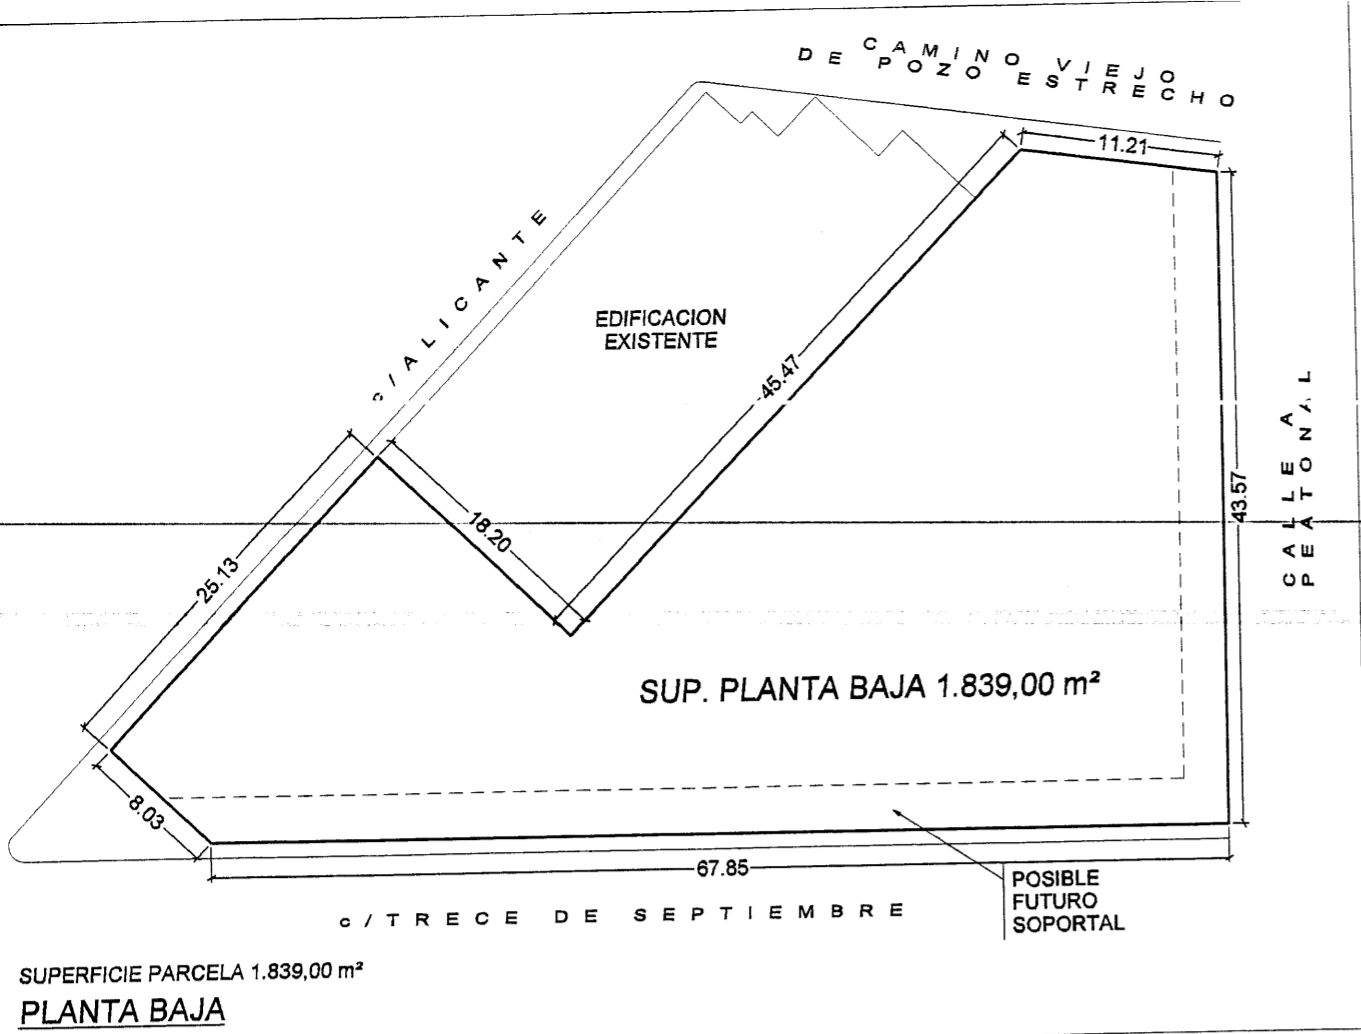 CAMINO VIEJO
DE POZO ESTRECHO
11.21
c/ALICANTE
EDIFICACION
EXISTENTE
45.47
CALLE A
PEATONAL
43.57
18.20
25.13
SUP. PLANTA BAJA 1.839,00 m²
8.03
67.85
POSIBLE
FUTURO
SOPORTAL
c/TRECE DE SEPTIEMBRE
SUPERFICIE PARCELA 1.839,00 m²
PLANTA BAJA